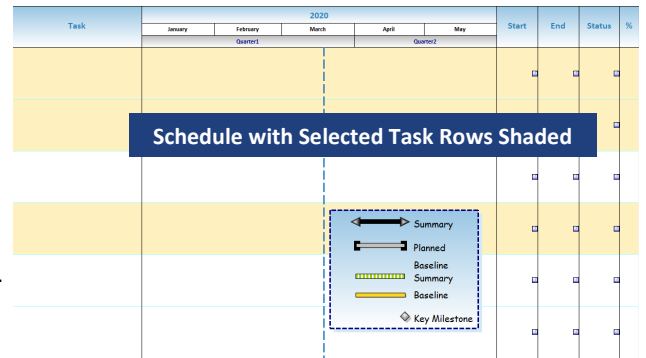 2020
Task
Start
End
Status
%
January
February
March
April
May
Quarter1
Quarter2
Schedule with Selected Task Rows Shaded
Summary
Planned
Baseline
Summary
Baseline
Key Milestone